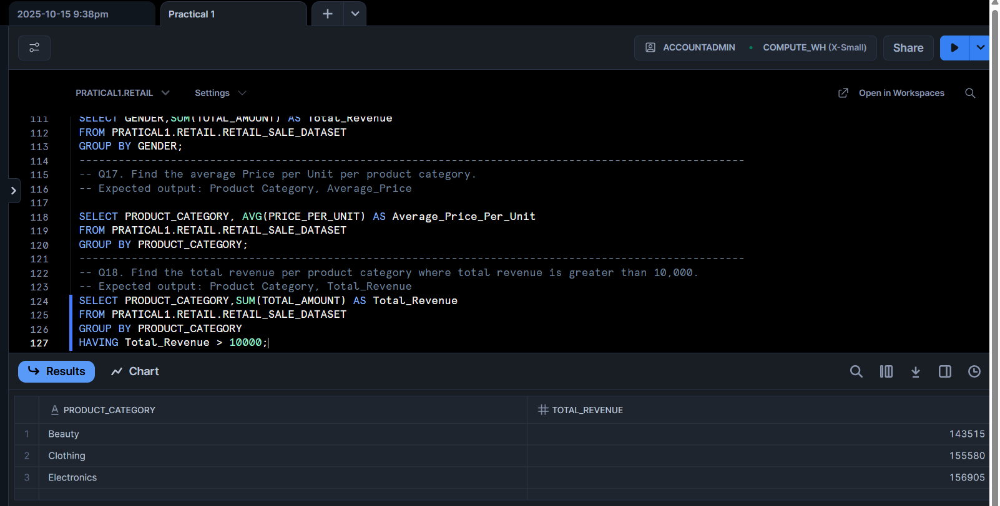 2025-10-15 9:38pm
Practical 1
ACCOUNTADMIN
COMPUTE_WH (X-Small)
Share
PRATICAL1.RETAIL
Settings
Open in Workspaces
111 SELECT GENDER,SUM(TOTAL_AMOUNT) AS Total_Revenue
112 FROM PRATICAL1.RETAIL.RETAIL_SALE_DATASET
113 GROUP BY GENDER;
114 ------------------------------------------------------------------------------------------------------
115 -- Q17. Find the average Price per Unit per product category.
116 -- Expected output: Product Category, Average_Price
117
118 SELECT PRODUCT_CATEGORY, AVG(PRICE_PER_UNIT) AS Average_Price_Per_Unit
119 FROM PRATICAL1.RETAIL.RETAIL_SALE_DATASET
120 GROUP BY PRODUCT_CATEGORY;
121 ------------------------------------------------------------------------------------------------------
122 -- Q18. Find the total revenue per product category where total revenue is greater than 10,000.
123 -- Expected output: Product Category, Total_Revenue
124 SELECT PRODUCT_CATEGORY,SUM(TOTAL_AMOUNT) AS Total_Revenue
125 FROM PRATICAL1.RETAIL.RETAIL_SALE_DATASET
126 GROUP BY PRODUCT_CATEGORY
127 HAVING Total_Revenue > 10000;
Results
Chart
PRODUCT_CATEGORY TOTAL_REVENUE
1 Beauty 143515
2 Clothing 155580
3 Electronics 156905